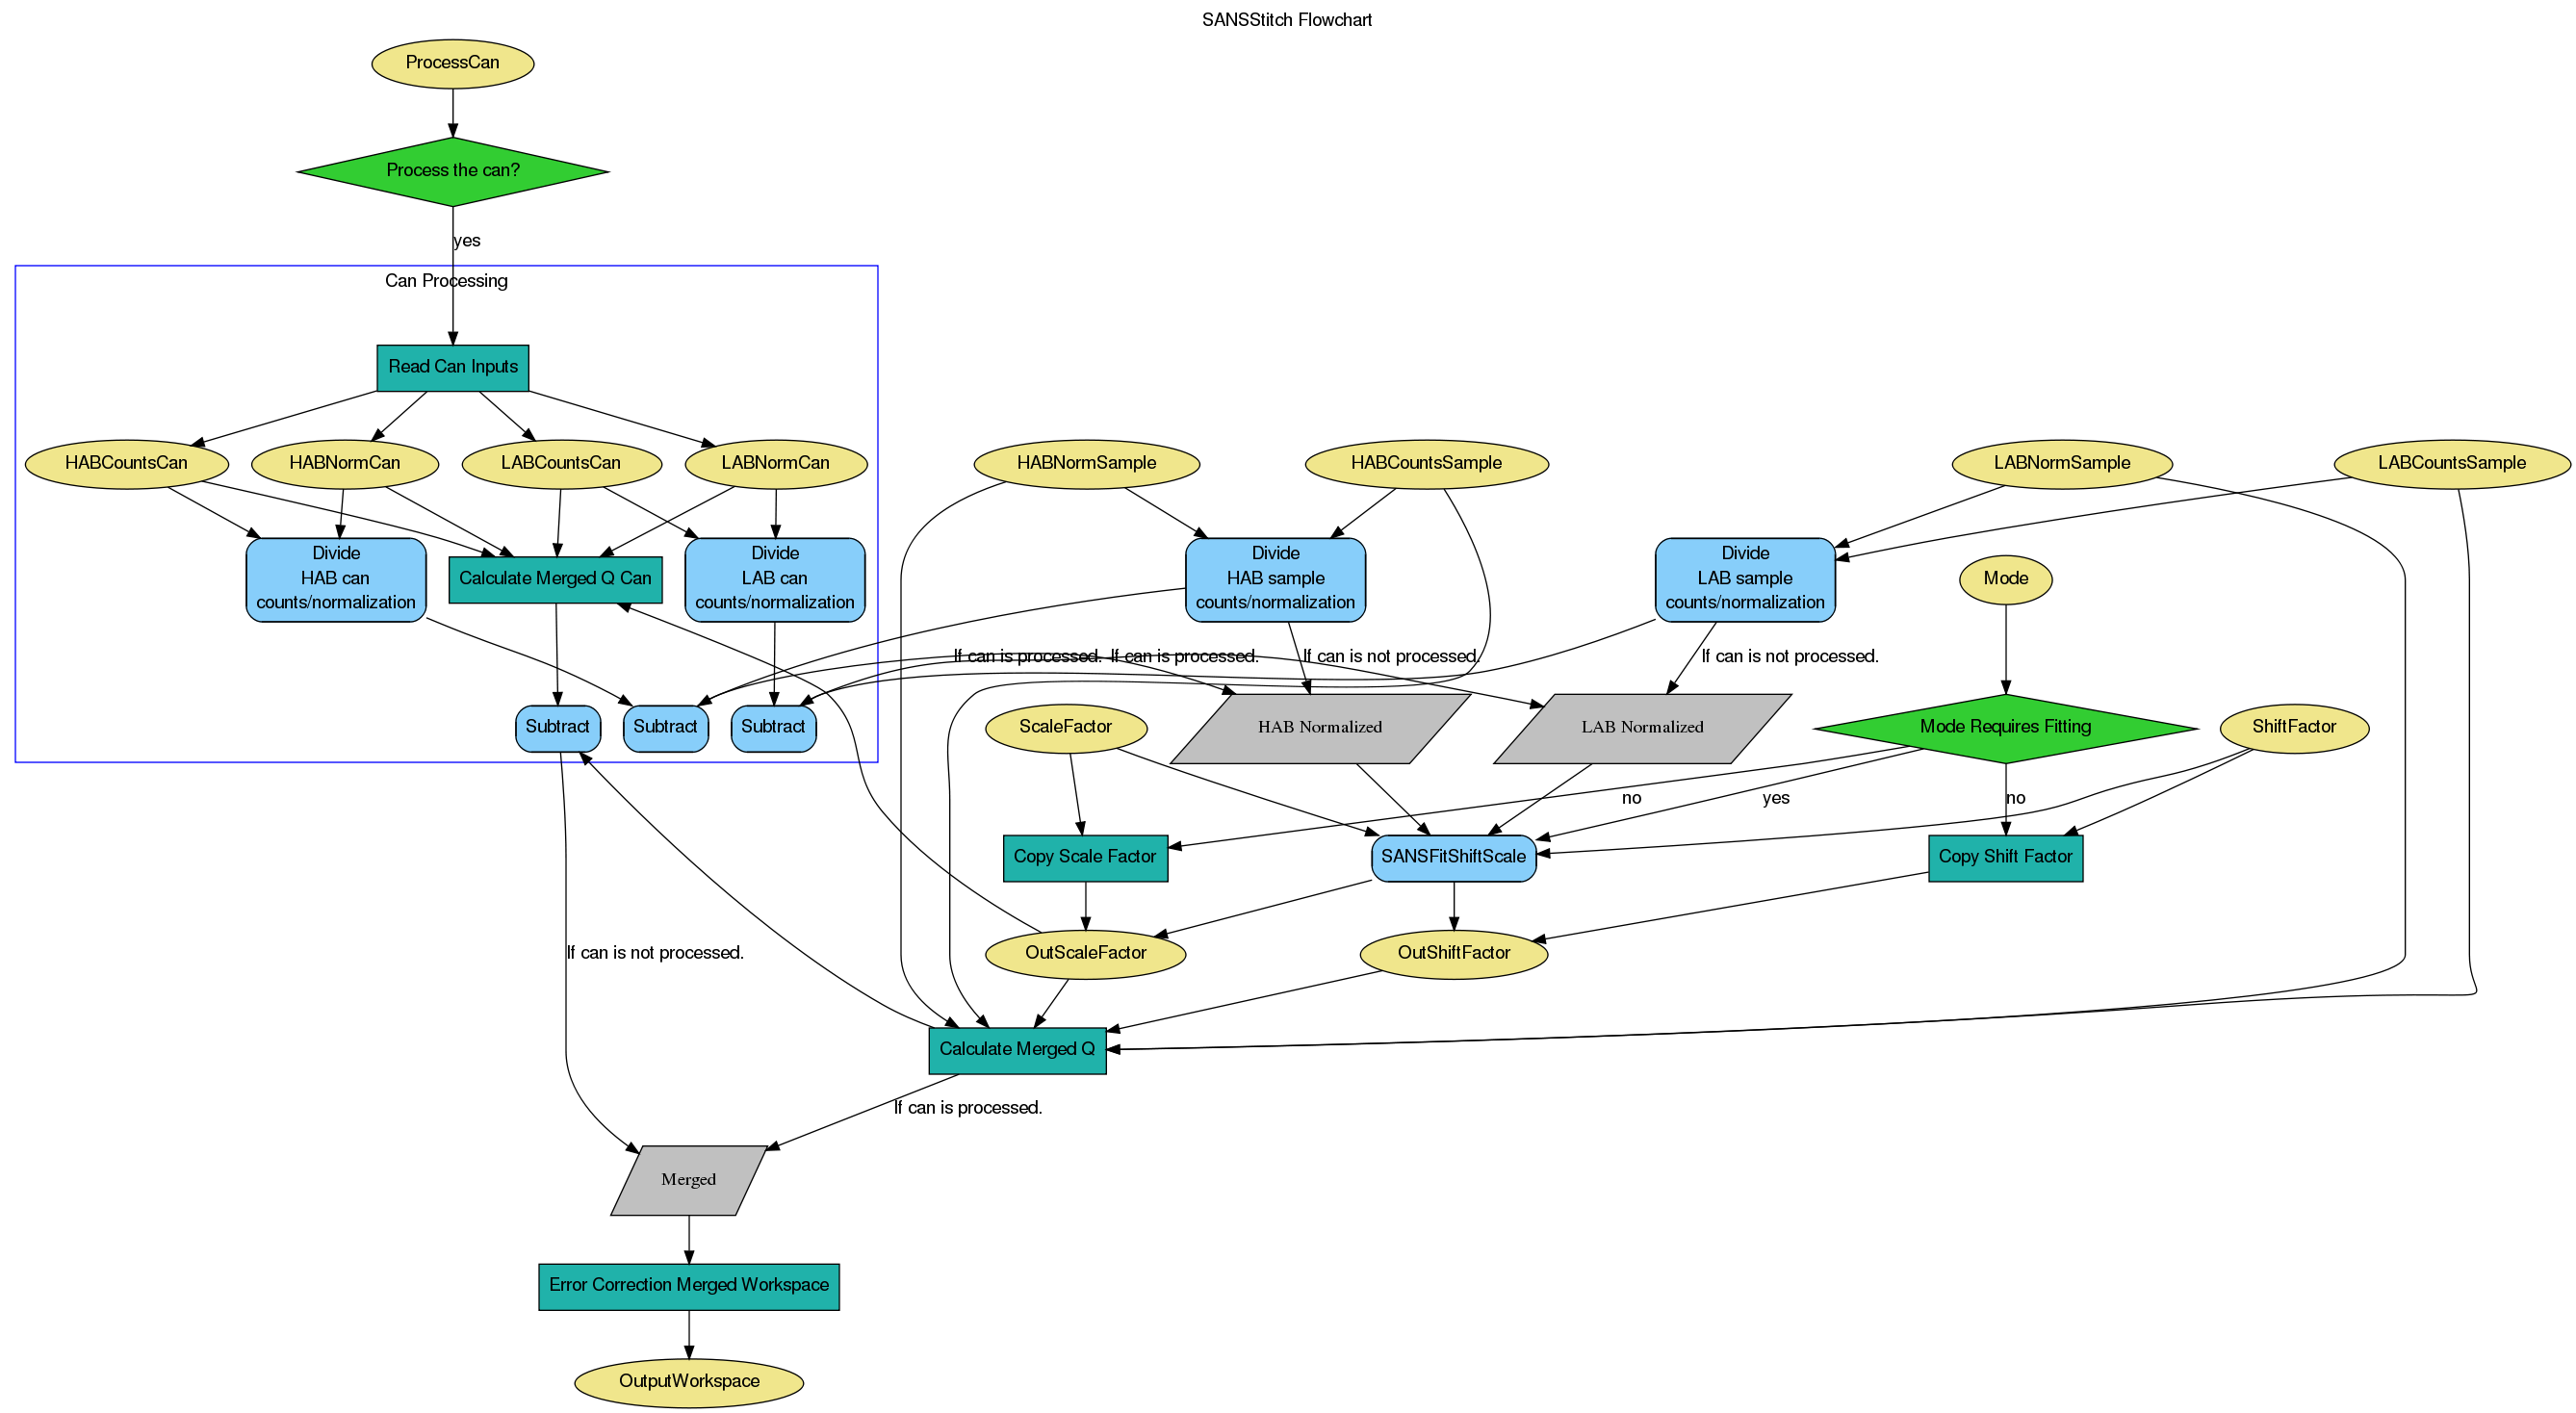 SANSStitch Flowchart
ProcessCan
Process the can?
yes
Can Processing
Read Can Inputs
HABCountsCan
HABNormCan
LABCountsCan
LABNormCan
HABNormSample
HABCountsSample
LABNormSample
LABCountsSample
Divide
HAB can
counts/normalization
Calculate Merged Q Can
Divide
LAB can
counts/normalization
Divide
HAB sample
counts/normalization
Divide
LAB sample
counts/normalization
Mode
If can is processed.
If can is processed.
If can is not processed.
If can is not processed.
Subtract
Subtract
Subtract
ScaleFactor
HAB Normalized
LAB Normalized
Mode Requires Fitting
ShiftFactor
no
yes
no
Copy Scale Factor
SANSFitShiftScale
Copy Shift Factor
If can is not processed.
OutScaleFactor
OutShiftFactor
Calculate Merged Q
If can is processed.
Merged
Error Correction Merged Workspace
OutputWorkspace